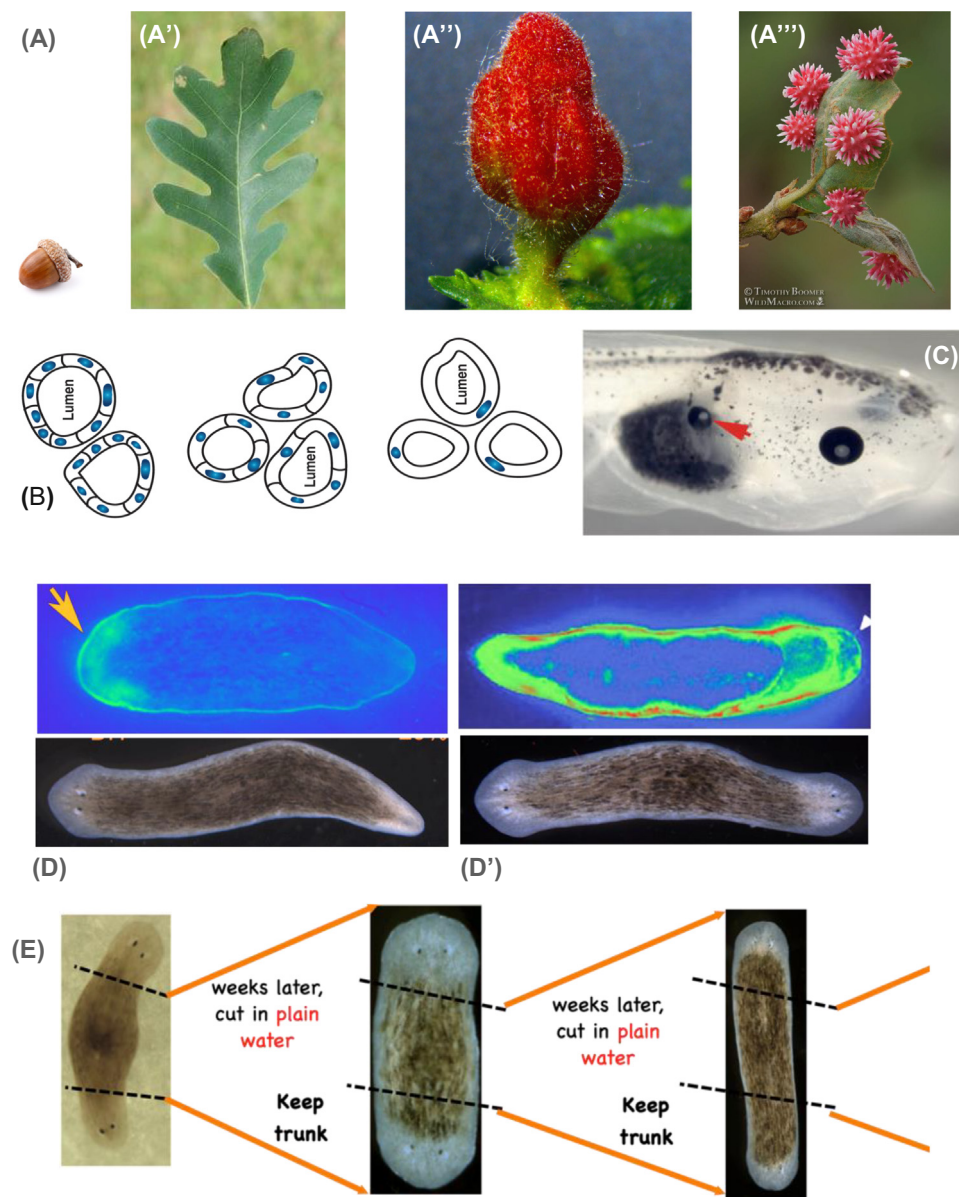 (A)
(A’)
(A’’)
(A’’’)
© TIMOTHY BOOMER
WILDMACRO.COM
Lumen
Lumen
Lumen
(B)
(C)
(D)
(D’)
(E)
weeks later,
cut in plain
water
Keep
trunk
weeks later,
cut in plain
water
Keep
trunk